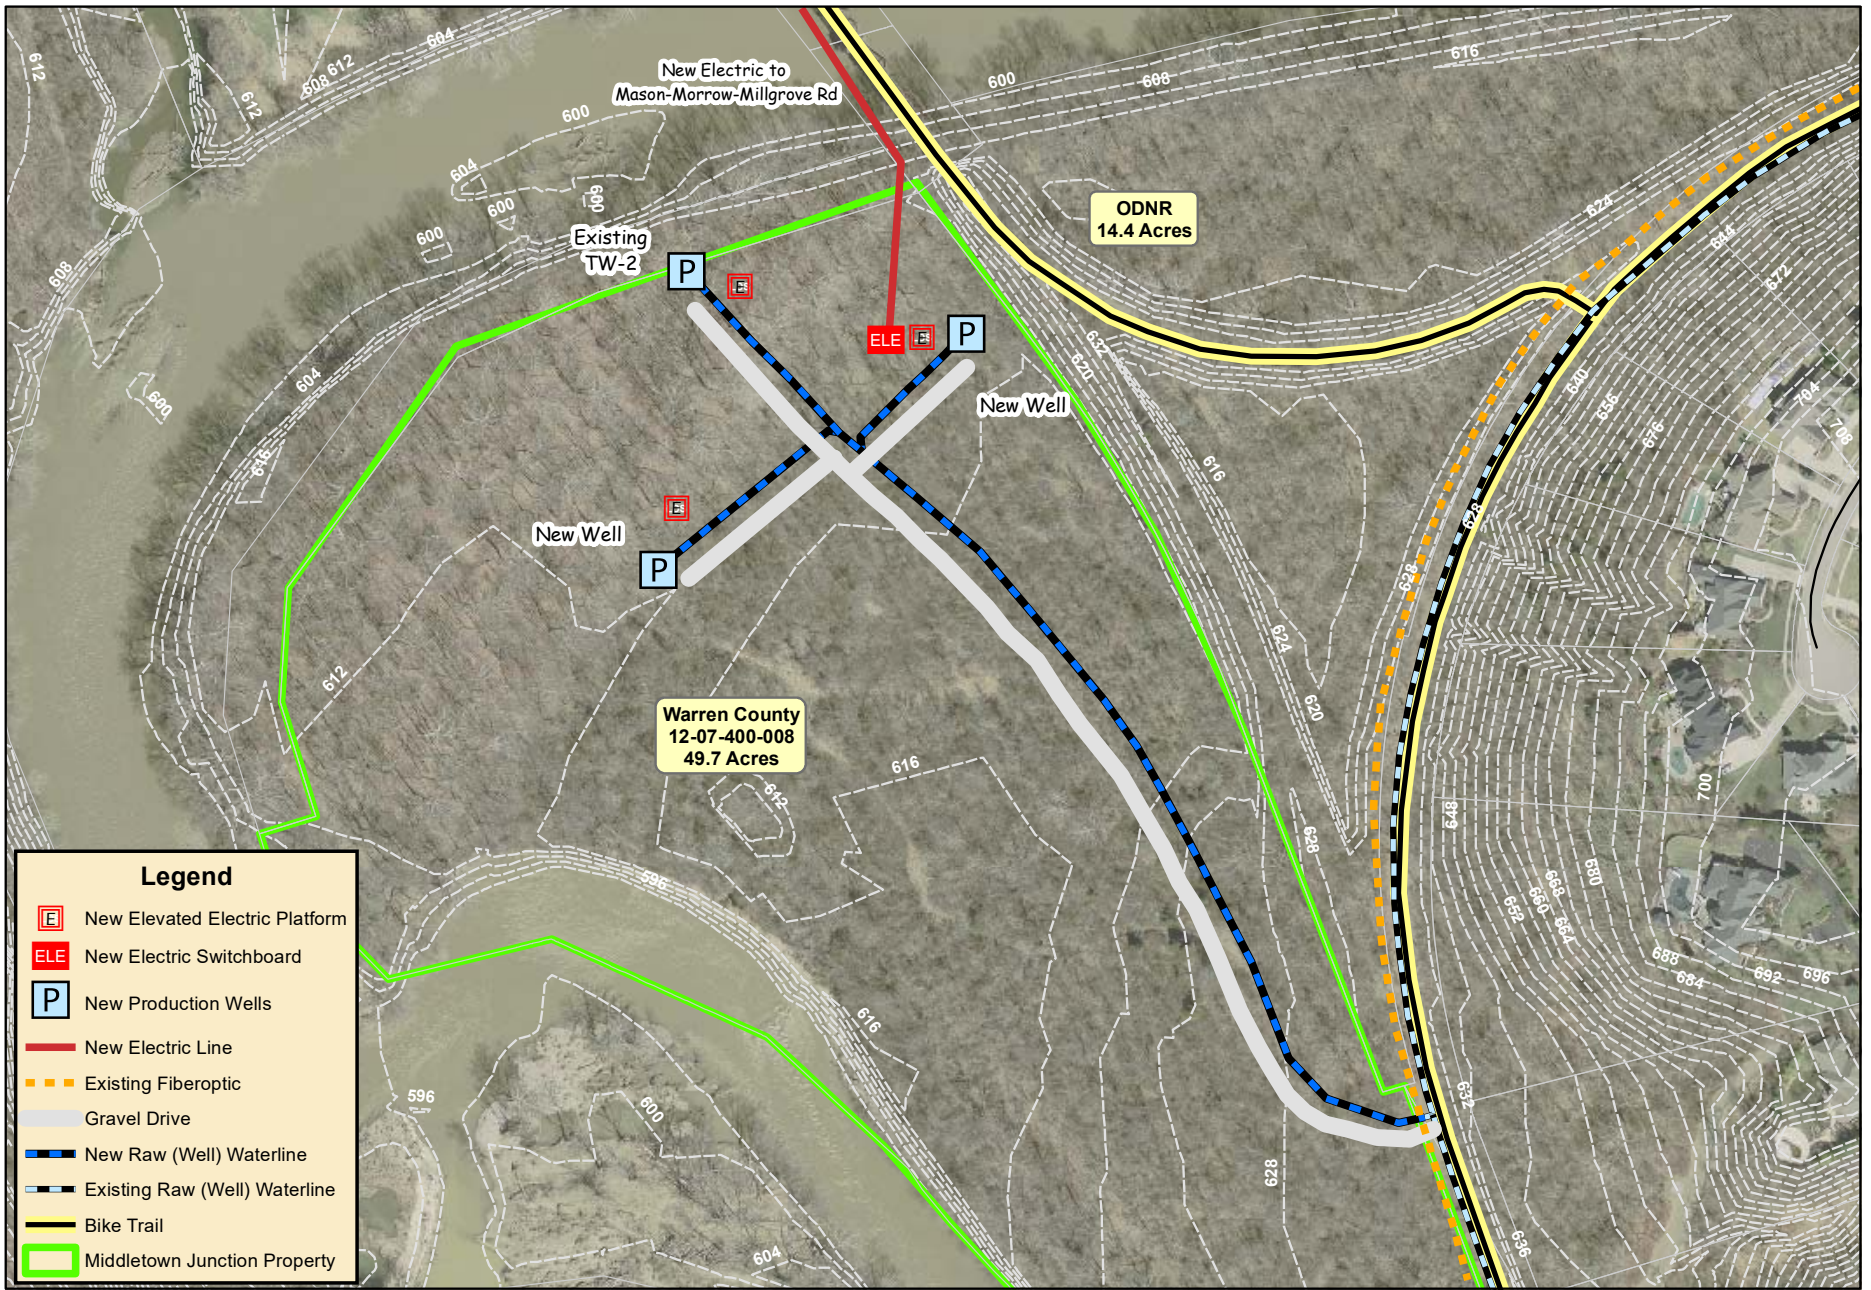 612
604
612
608
612
600
604
600
600
600
608
604
600
616
612
New Electric to
Mason-Morrow-Millgrove Rd
600
608
616
ODNR
14.4 Acres
624
644
672
Existing
TW-2
P
E
ELE
E
P
New Well
632
620
616
640
656
676
704
708
628
628
E
New Well
P
624
620
Warren County
12-07-400-008
49.7 Acres
612
616
628
648
700
680
668
660
652
664
688
684
692
696
596
616
596
600
604
628
632
636
Legend
E New Elevated Electric Platform
ELE New Electric Switchboard
P New Production Wells
New Electric Line
Existing Fiberoptic
Gravel Drive
New Raw (Well) Waterline
Existing Raw (Well) Waterline
Bike Trail
Middletown Junction Property